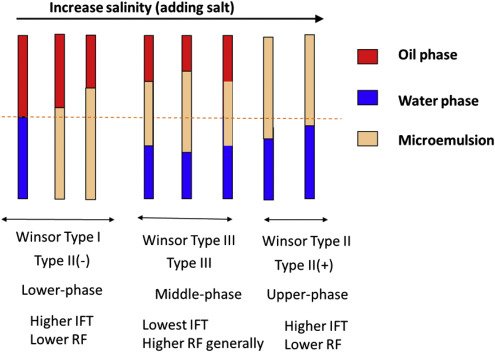 Increase salinity (adding salt)
Oil phase
Water phase
Microemulsion
Winsor Type I
Type II(-)
Lower-phase
Higher IFT
Lower RF
Winsor Type III
Type III
Middle-phase
Lowest IFT
Higher RF generally
Winsor Type II
Type II(+)
Upper-phase
Higher IFT
Lower RF